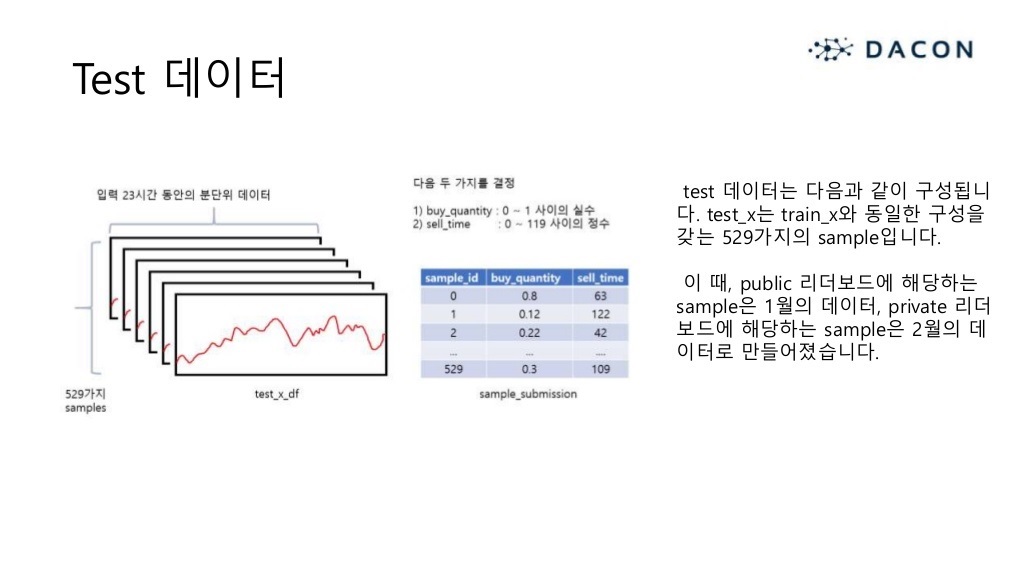 DACON
Test 데이터
입력 23시간 동안의 분단위 데이터
529가지
samples
test_x_df
다음 두 가지를 결정
1) buy_quantity : 0 ~ 1 사이의 실수
2) sell_time : 0 ~ 119 사이의 정수
sample_id buy_quantity sell_time
0 0.8 63
1 0.12 122
2 0.22 42
... ... ....
529 0.3 109
sample_submission
test 데이터는 다음과 같이 구성됩니
다. test_x는 train_x와 동일한 구성을
갖는 529가지의 sample입니다.
이 때, public 리더보드에 해당하는
sample은 1월의 데이터, private 리더
보드에 해당하는 sample은 2월의 데
이터로 만들어졌습니다.